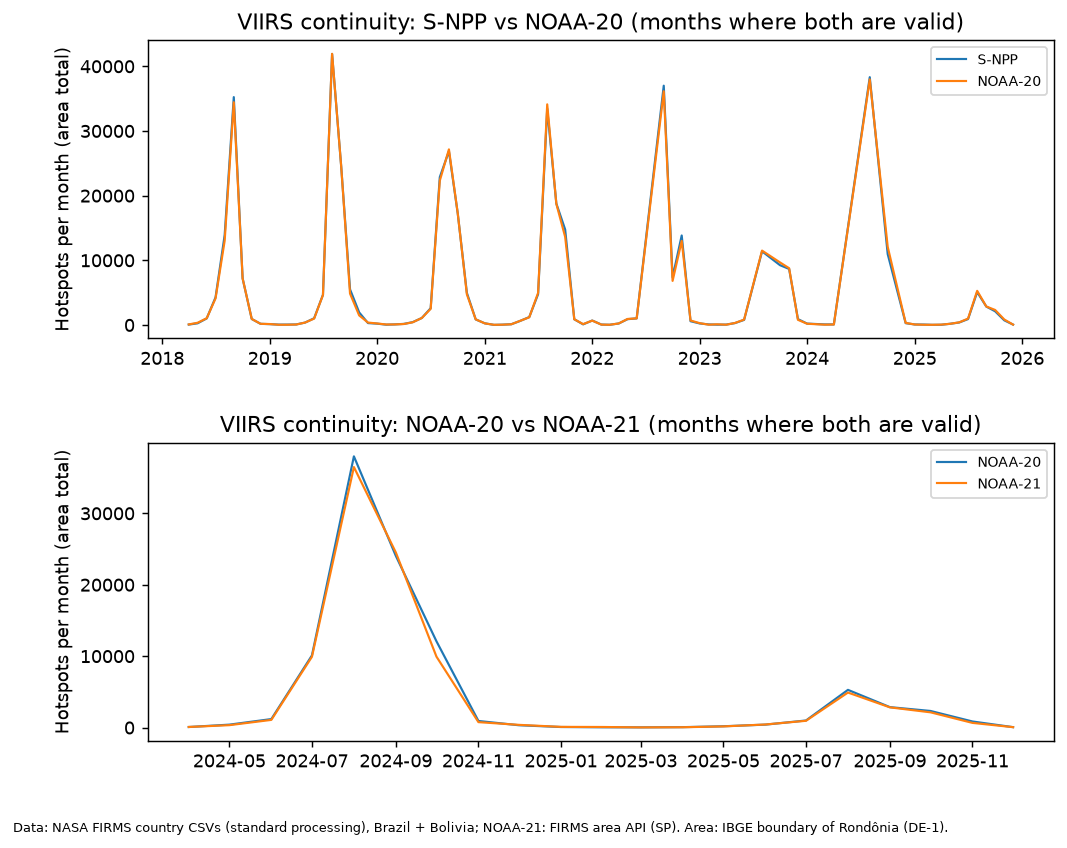 VIIRS continuity: S-NPP vs NOAA-20 (months where both are valid)
Hotspots per month (area total)
40000
30000
20000
10000
0
S-NPP
NOAA-20
2018 2019 2020 2021 2022 2023 2024 2025 2026
VIIRS continuity: NOAA-20 vs NOAA-21 (months where both are valid)
Hotspots per month (area total)
30000
20000
10000
0
NOAA-20
NOAA-21
2024-05 2024-07 2024-09 2024-11 2025-01 2025-03 2025-05 2025-07 2025-09 2025-11
Data: NASA FIRMS country CSVs (standard processing), Brazil + Bolivia; NOAA-21: FIRMS area API (SP). Area: IBGE boundary of Rondônia (DE-1).